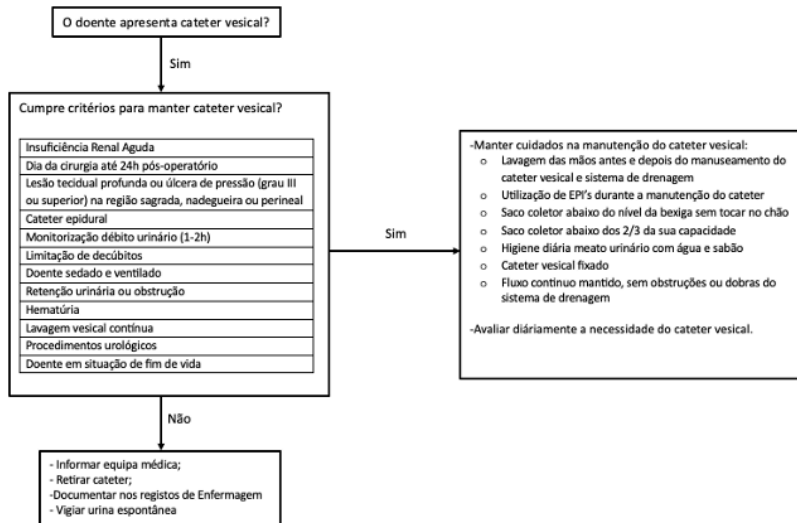 O doente apresenta cateter vesical?
Sim
Cumpre critérios para manter cateter vesical?
Insuficiência Renal Aguda
Dia da cirurgia até 24h pós-operatório
Lesão tecidual profunda ou úlcera de pressão (grau III
ou superior) na região sagrada, nadegueira ou perineal
Cateter epidural
Monitorização débito urinário (1-2h)
Limitação de decúbitos
Doente sedado e ventilado
Retenção urinária ou obstrução
Hematúria
Lavagem vesical contínua
Procedimentos urológicos
Doente em situação de fim de vida
Sim
-Manter cuidados na manutenção do cateter vesical:
o Lavagem das mãos antes e depois do manuseamento do
cateter vesical e sistema de drenagem
o Utilização de EPI's durante a manutenção do cateter
o Saco coletor abaixo do nível da bexiga sem tocar no chão
o Saco coletor abaixo dos 2/3 da sua capacidade
o Higiene diária meato urinário com água e sabão
o Cateter vesical fixado
o Fluxo contínuo mantido, sem obstruções ou dobras do
sistema de drenagem
-Avaliar diáriamente a necessidade do cateter vesical.
Não
- Informar equipa médica;
- Retirar cateter;
-Documentar nos registos de Enfermagem
- Vigiar urina espontânea